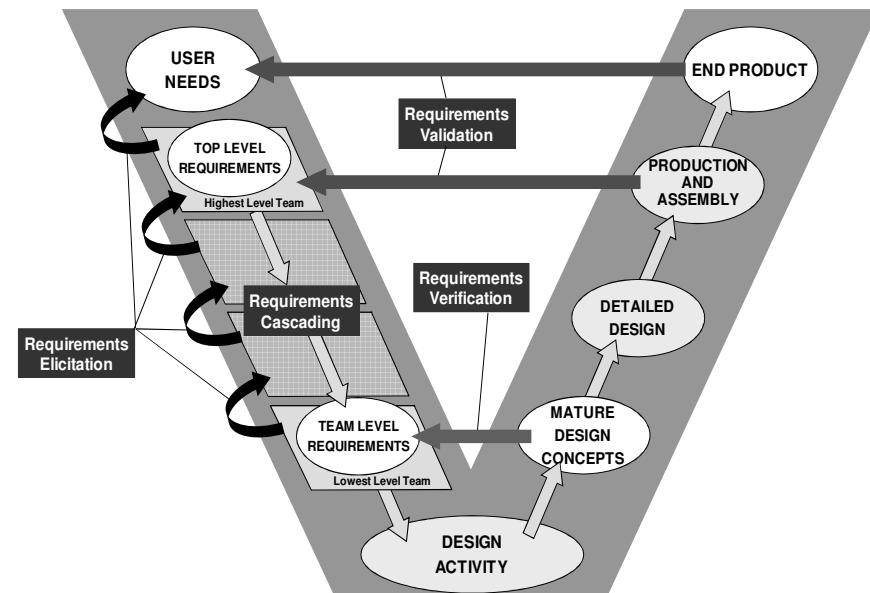 USER
NEEDS
END PRODUCT
Requirements
Validation
TOP LEVEL
REQUIREMENTS
Highest Level Team
PRODUCTION
AND
ASSEMBLY
Requirements
Verification
Requirements
Cascading
DETAILED
DESIGN
Requirements
Elicitation
TEAM LEVEL
REQUIREMENTS
Lowest Level Team
MATURE
DESIGN
CONCEPTS
DESIGN
ACTIVITY